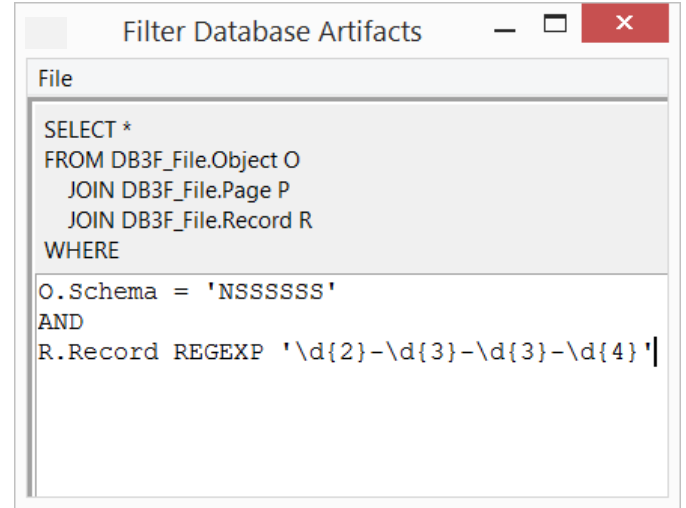 Filter Database Artifacts
File
SELECT *
FROM DB3F_File.Object O
JOIN DB3F_File.Page P
JOIN DB3F_File.Record R
WHERE
O.Schema = 'NSSSSSS'
AND
R.Record REGEXP '\d{2}-\d{3}-\d{3}-\d{4}'